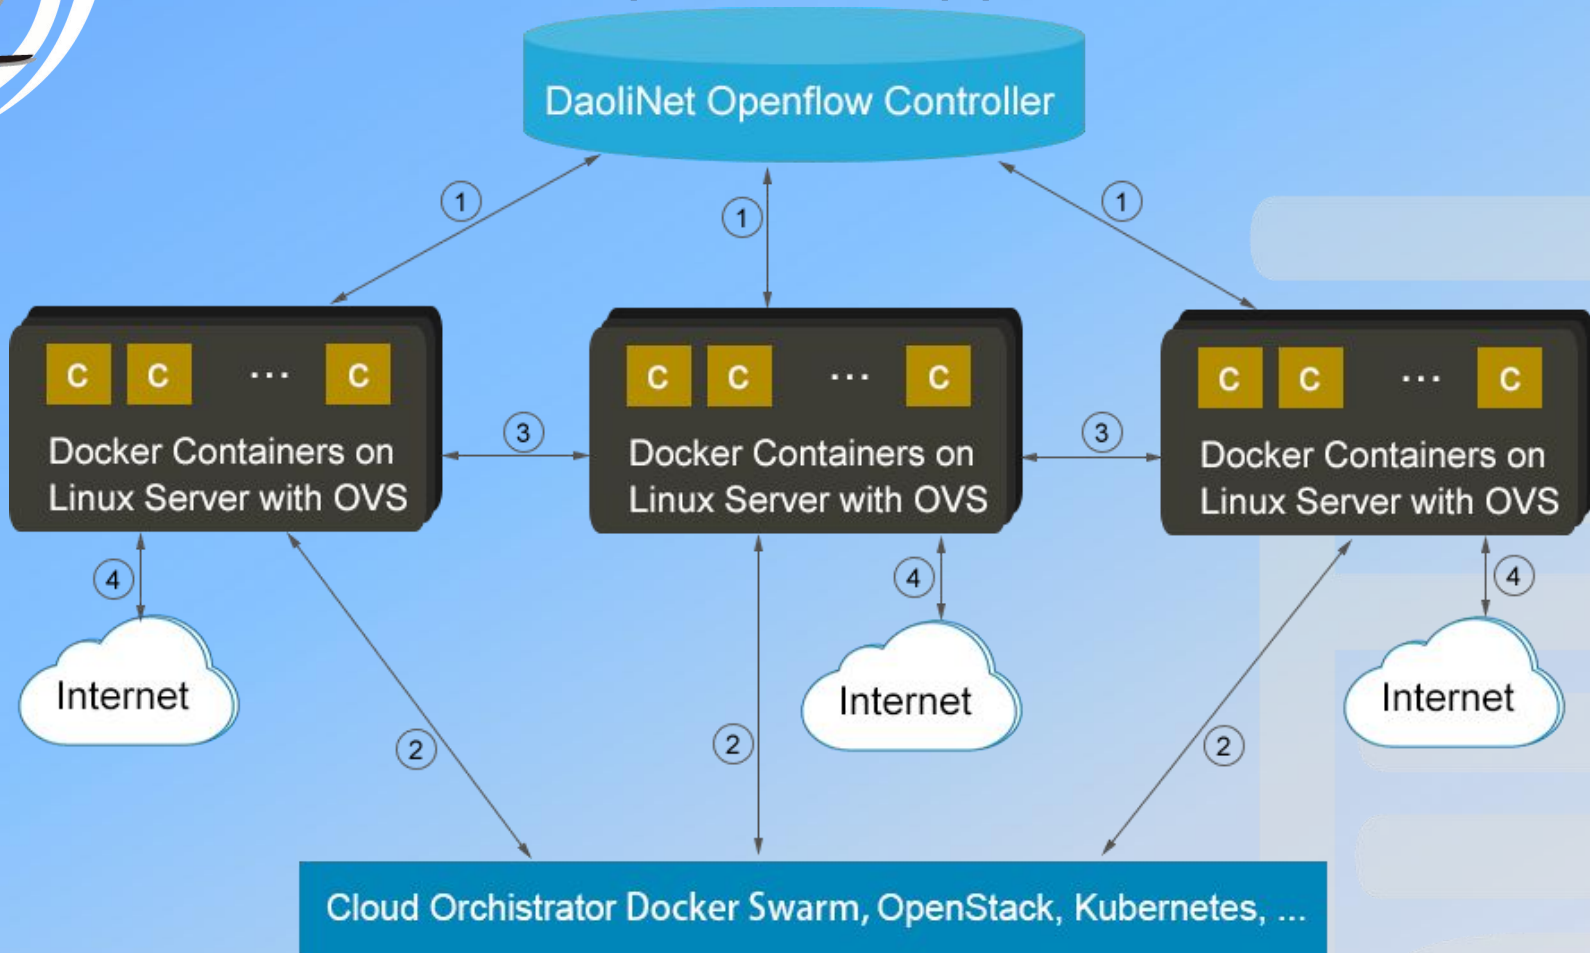 DaoliNet Openflow Controller
1
1
1
C C ... C
Docker Containers on
Linux Server with OVS
3
C C ... C
Docker Containers on
Linux Server with OVS
3
C C ... C
Docker Containers on
Linux Server with OVS
4
Internet
4
Internet
4
Internet
2
2
2
Cloud Orchistrator Docker Swarm, OpenStack, Kubernetes, ...